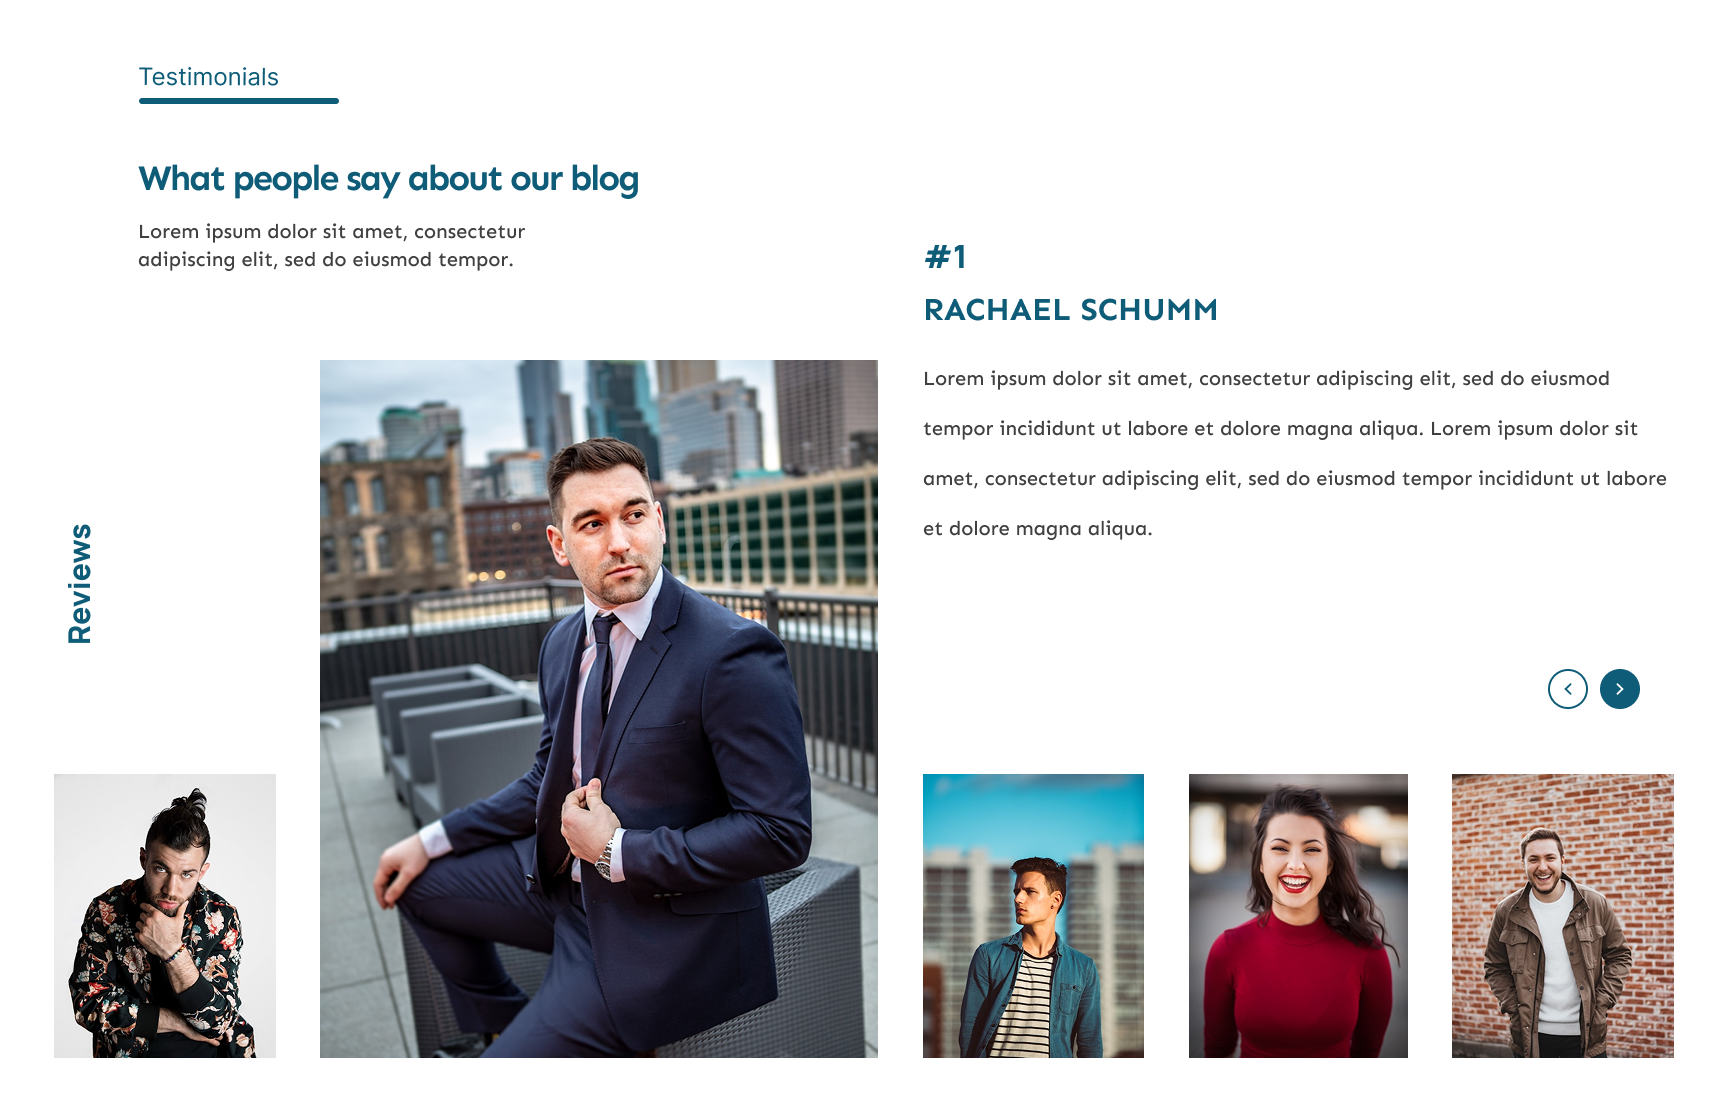 Testimonials
What people say about our blog
Lorem ipsum dolor sit amet, consectetur
adipiscing elit, sed do eiusmod tempor.
#1
RACHAEL SCHUMM
Lorem ipsum dolor sit amet, consectetur adipiscing elit, sed do eiusmod
tempor incididunt ut labore et dolore magna aliqua. Lorem ipsum dolor sit
amet, consectetur adipiscing elit, sed do eiusmod tempor incididunt ut labore
et dolore magna aliqua.
Reviews